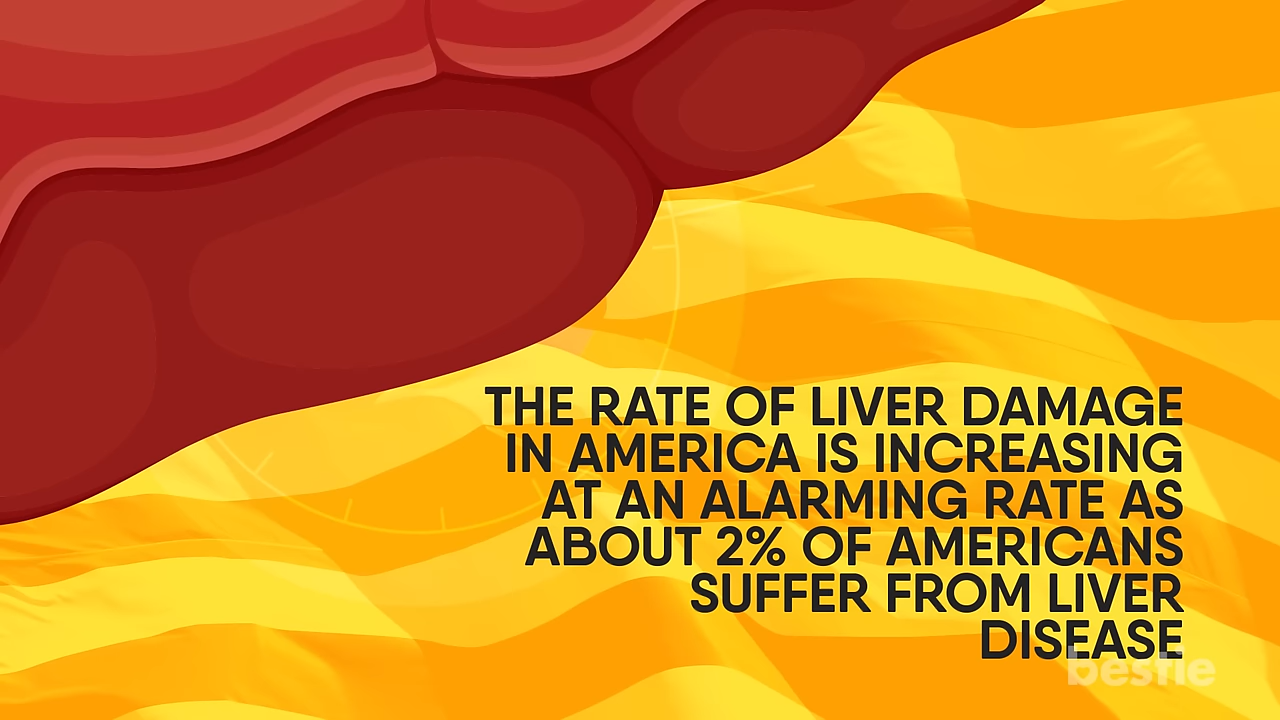 THE RATE OF LIVER DAMAGE
IN AMERICA IS INCREASING
AT AN ALARMING RATE AS
ABOUT 2% OF AMERICANS
SUFFER FROM LIVER
DISEASE
bestie